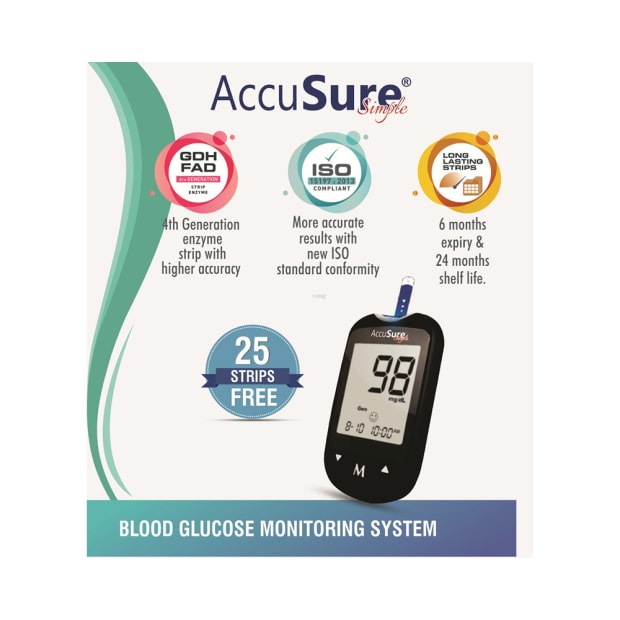 AccuSure®
Simple
GDH
FAD
4th GENERATION
STRIP
ENZYME
4th Generation
enzyme
strip with
higher accuracy
ISO
15197 : 2013
COMPLIANT
More accurate
results with
new ISO
standard conformity
LONG
LASTING
STRIPS
6 months
expiry &
24 months
shelf life.
25
STRIPS
FREE
AccuSure
Simple
98
mg/dL
Gen
8-10 10:00AM
M
BLOOD GLUCOSE MONITORING SYSTEM